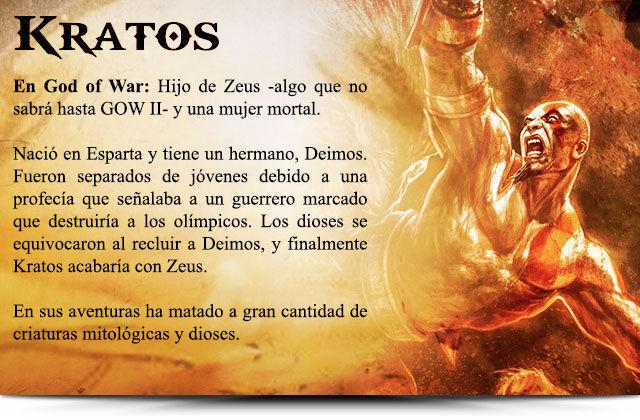 KRATOS
En God of War: Hijo de Zeus -algo que no
sabrá hasta GOW II- y una mujer mortal.
Nació en Esparta y tiene un hermano, Deimos.
Fueron separados de jóvenes debido a una
profecía que señalaba a un guerrero marcado
que destruiría a los olímpicos. Los dioses se
equivocaron al recluir a Deimos, y finalmente
Kratos acabaría con Zeus.
En sus aventuras ha matado a gran cantidad de
criaturas mitológicas y dioses.